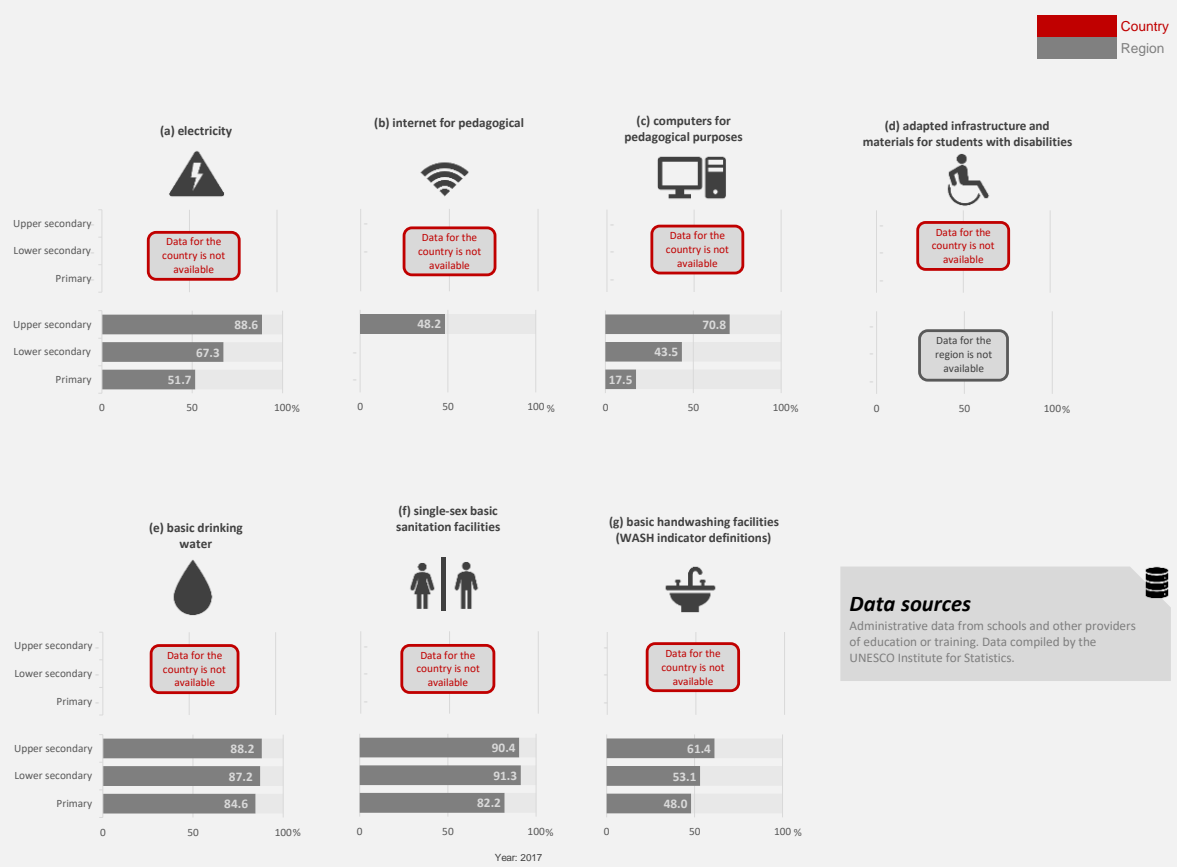 Country
Region
(a) electricity
(b) internet for pedagogical
(c) computers for
pedagogical purposes
(d) adapted infrastructure and
materials for students with disabilities
Upper secondary
Lower secondary
Primary
Data for the
country is not
available
Data for the
country is not
available
Data for the
country is not
available
Data for the
country is not
available
Upper secondary
Lower secondary
Primary
88.6
67.3
51.7
48.2
70.8
43.5
17.5
Data for the
region is not
available
0 50 100%
0 50 100 %
0 50 100%
0 50 100%
(e) basic drinking
water
(f) single-sex basic
sanitation facilities
(g) basic handwashing facilities
(WASH indicator definitions)
Upper secondary
Lower secondary
Primary
Data for the
country is not
available
Data for the
country is not
available
Data for the
country is not
available
Data sources
Administrative data from schools and other providers
of education or training. Data compiled by the
UNESCO Institute for Statistics.
Upper secondary
Lower secondary
Primary
88.2
87.2
84.6
90.4
91.3
82.2
61.4
53.1
48.0
0 50 100%
0 50 100 %
0 50 100 %
Year: 2017